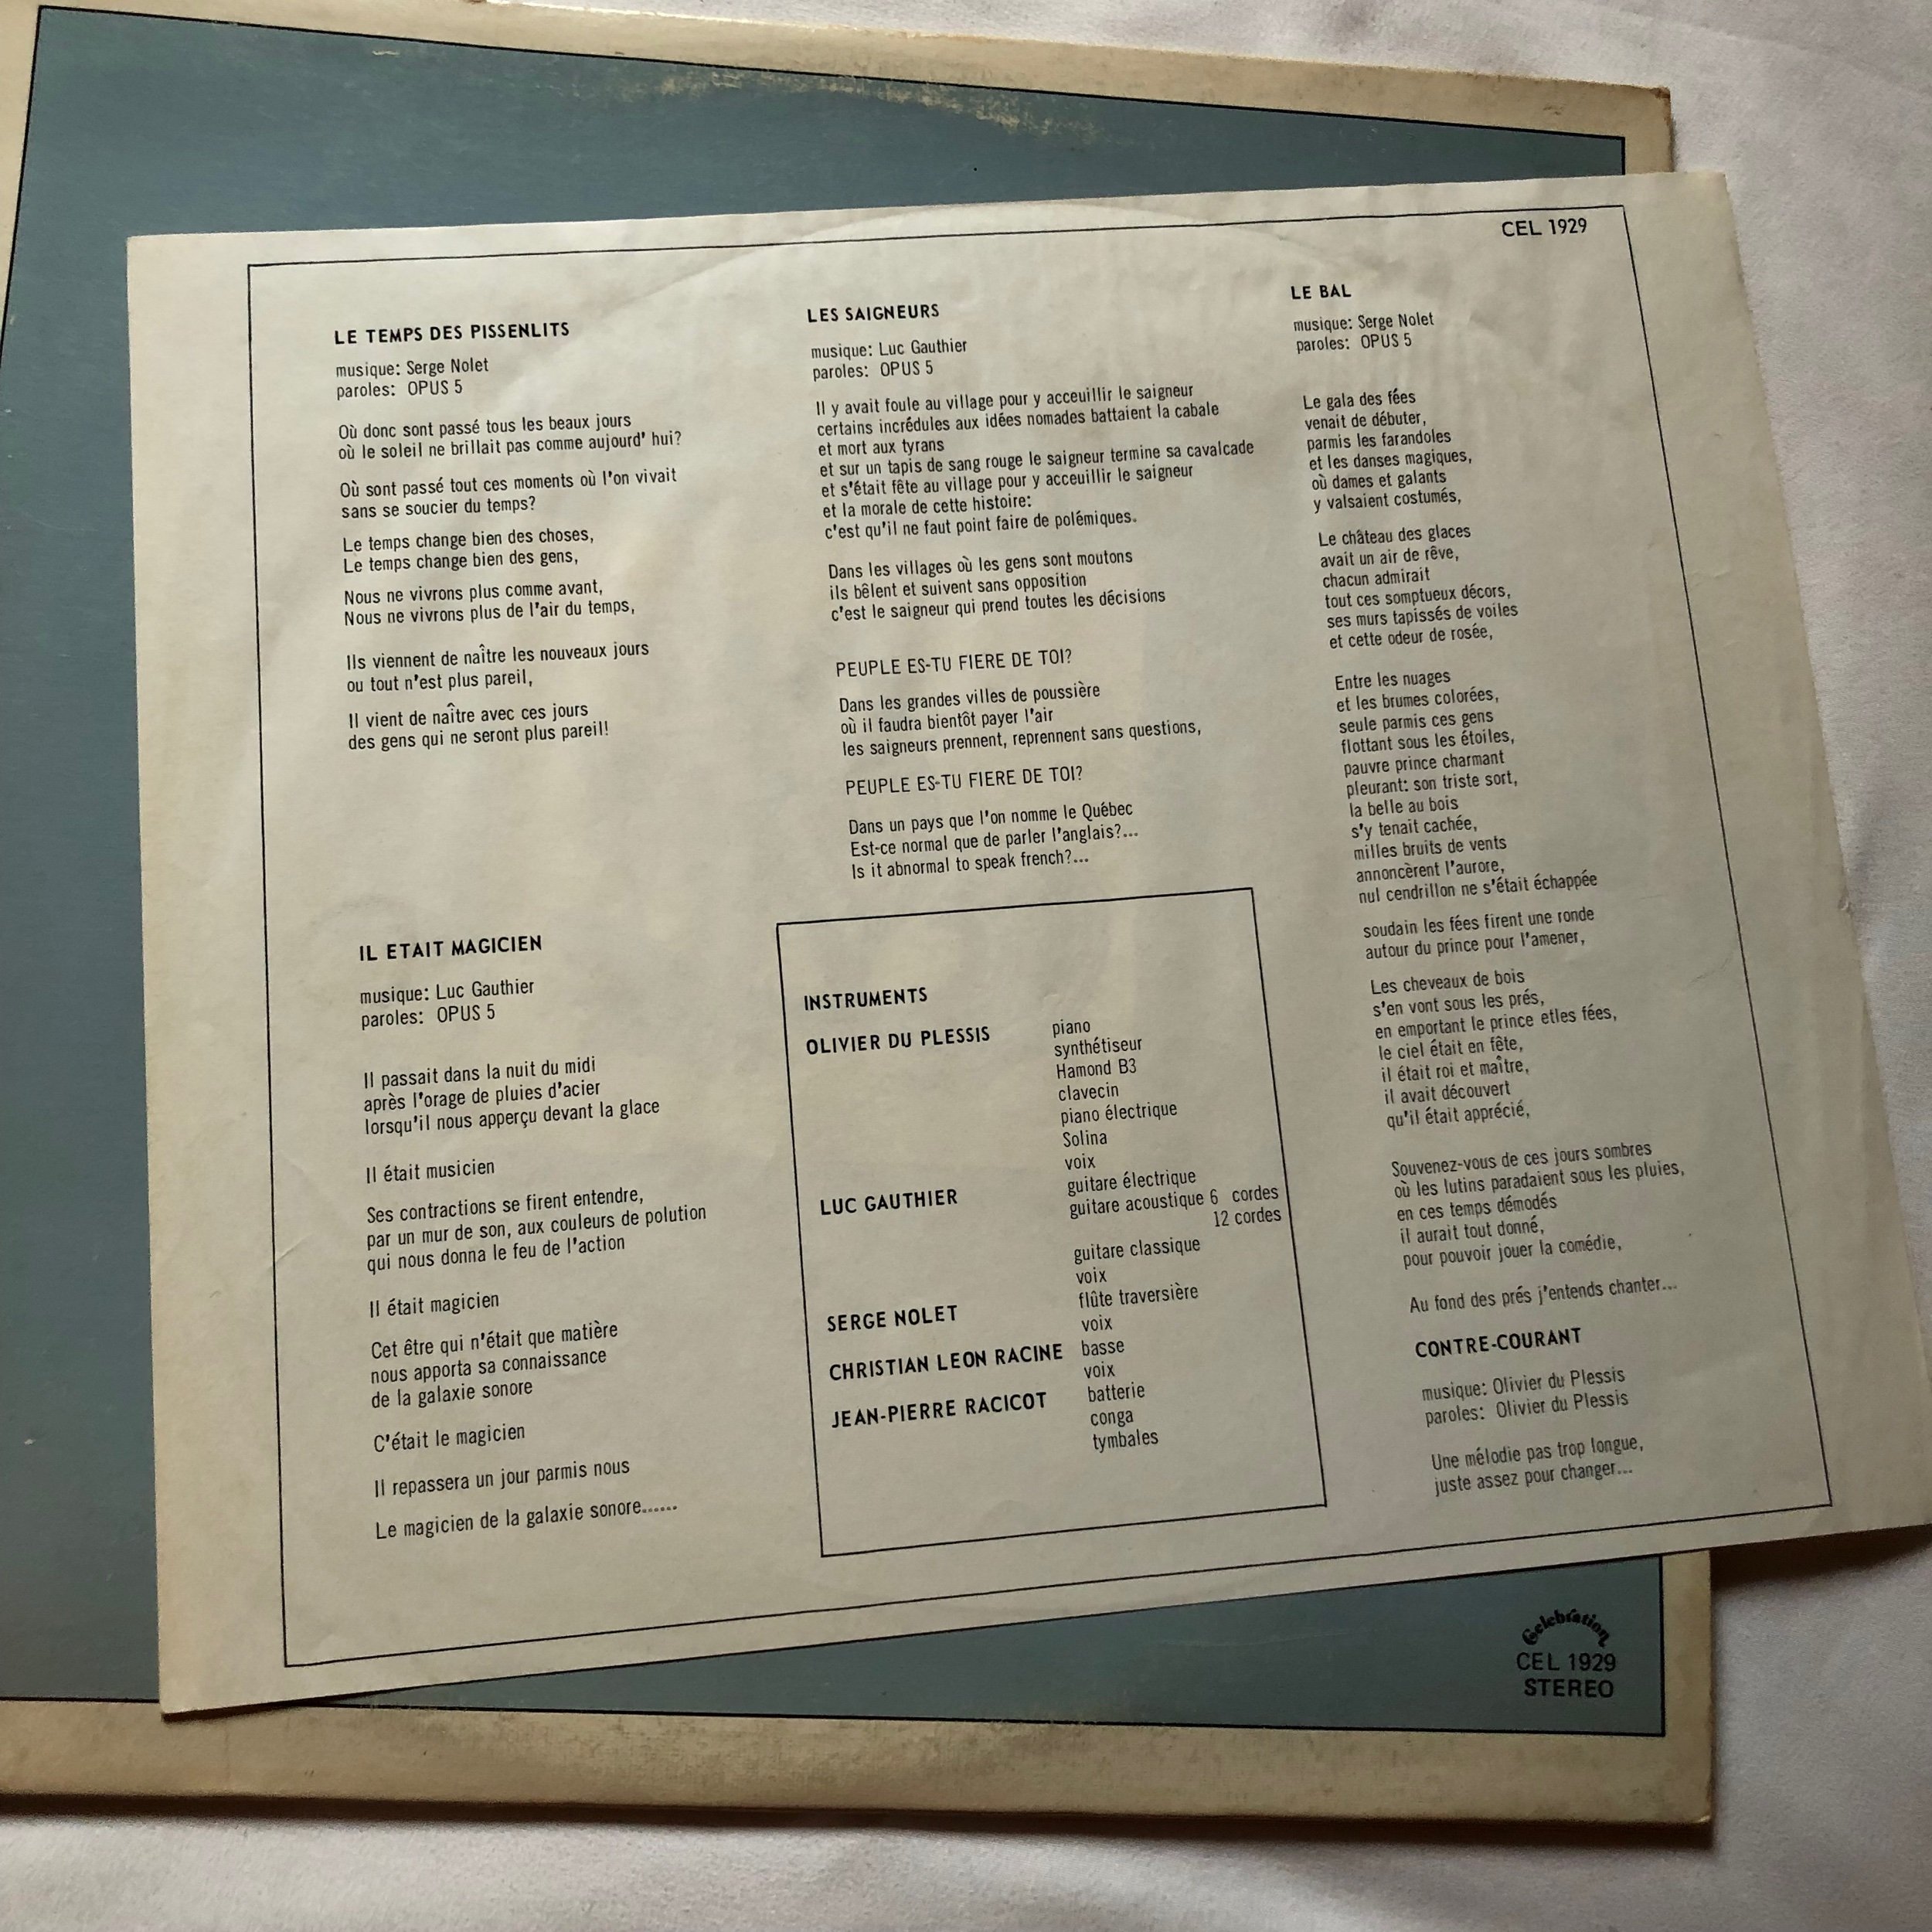 CEL 1929
LE TEMPS DES PISSENLITS
musique: Serge Nolet
paroles: OPUS 5
Où donc sont passé tous les beaux jours
où le soleil ne brillait pas comme aujourd' hui?
Où sont passé tout ces moments où l'on vivait
sans se soucier du temps?
Le temps change bien des choses,
Le temps change bien des gens,
Nous ne vivrons plus comme avant,
Nous ne vivrons plus de l'air du temps,
Ils viennent de naître les nouveaux jours
ou tout n'est plus pareil,
Il vient de naître avec ces jours
des gens qui ne seront plus pareil!
IL ETAIT MAGICIEN
musique: Luc Gauthier
paroles: OPUS 5
Il passait dans la nuit du midi
après l'orage de pluies d'acier
lorsqu'il nous apperçu devant la glace
Il était musicien
Ses contractions se firent entendre,
par un mur de son, aux couleurs de polution
qui nous donna le feu de l'action
Il était magicien
Cet être qui n'était que matière
nous apporta sa connaissance
de la galaxie sonore
C'était le magicien
Il repassera un jour parmis nous
Le magicien de la galaxie sonore......
LES SAIGNEURS
musique: Luc Gauthier
paroles: OPUS 5
Il y avait foule au village pour y acceuillir le saigneur
certains incrédules aux idées nomades battaient la cabale
et mort aux tyrans
et sur un tapis de sang rouge le saigneur termine sa cavalcade
et s'était fête au village pour y acceuillir le saigneur
et la morale de cette histoire:
c'est qu'il ne faut point faire de polémiques.
Dans les villages où les gens sont moutons
ils bêlent et suivent sans opposition
c'est le saigneur qui prend toutes les décisions
PEUPLE ES-TU FIERE DE TOI?
Dans les grandes villes de poussière
où il faudra bientôt payer l'air
les saigneurs prennent, reprennent sans questions,
PEUPLE ES-TU FIERE DE TOI?
Dans un pays que l'on nomme le Québec
Est-ce normal que de parler l'anglais?...
Is it abnormal to speak french?...
INSTRUMENTS
OLIVIER DU PLESSIS piano
synthétiseur
Hamond B3
clavecin
piano électrique
Solina
voix
LUC GAUTHIER guitare électrique
guitare acoustique 6 cordes
12 cordes
guitare classique
voix
SERGE NOLET flûte traversière
voix
CHRISTIAN LEON RACINE basse
voix
JEAN-PIERRE RACICOT batterie
conga
tymbales
LE BAL
musique: Serge Nolet
paroles: OPUS 5
Le gala des fées
venait de débuter,
parmis les farandoles
et les danses magiques,
où dames et galants
y valsaient costumés,
Le château des glaces
avait un air de rêve,
chacun admirait
tout ces somptueux décors,
ses murs tapissés de voiles
et cette odeur de rosée,
Entre les nuages
et les brumes colorées,
seule parmis ces gens
flottant sous les étoiles,
pauvre prince charmant
pleurant: son triste sort,
la belle au bois
s'y tenait cachée,
milles bruits de vents
annoncèrent l'aurore,
nul cendrillon ne s'était échappée
soudain les fées firent une ronde
autour du prince pour l'amener,
Les cheveaux de bois
s'en vont sous les prés,
en emportant le prince etles fées,
le ciel était en fête,
il était roi et maître,
il avait découvert
qu'il était apprécié,
Souvenez-vous de ces jours sombres
où les lutins paradaient sous les pluies,
en ces temps démodés
il aurait tout donné,
pour pouvoir jouer la comédie,
Au fond des prés j'entends chanter...
CONTRE-COURANT
musique: Olivier du Plessis
paroles: Olivier du Plessis
Une mélodie pas trop longue,
juste assez pour changer...
Celebration
CEL 1929
STEREO